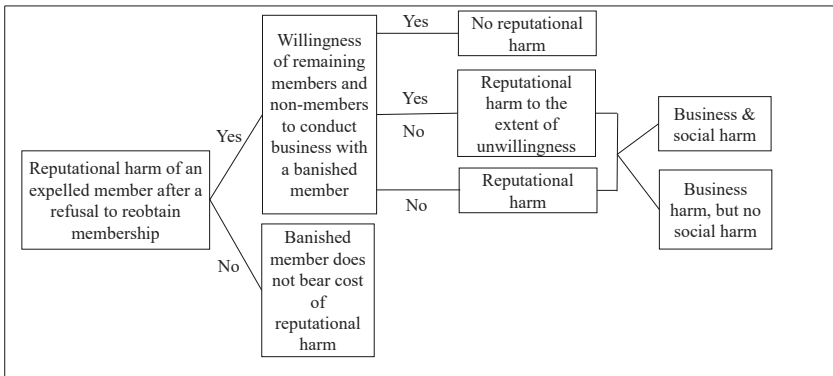 Reputational harm of an
expelled member after a
refusal to reobtain
membership
Yes
No
Willingness
of remaining
members and
non-members
to conduct
business with
a banished
member
Banished
member does
not bear cost
of
reputational
harm
Yes
Yes
No
No
No reputational
harm
Reputational
harm to the
extent of
unwillingness
Reputational
harm
Business &
social harm
Business
harm, but no
social harm